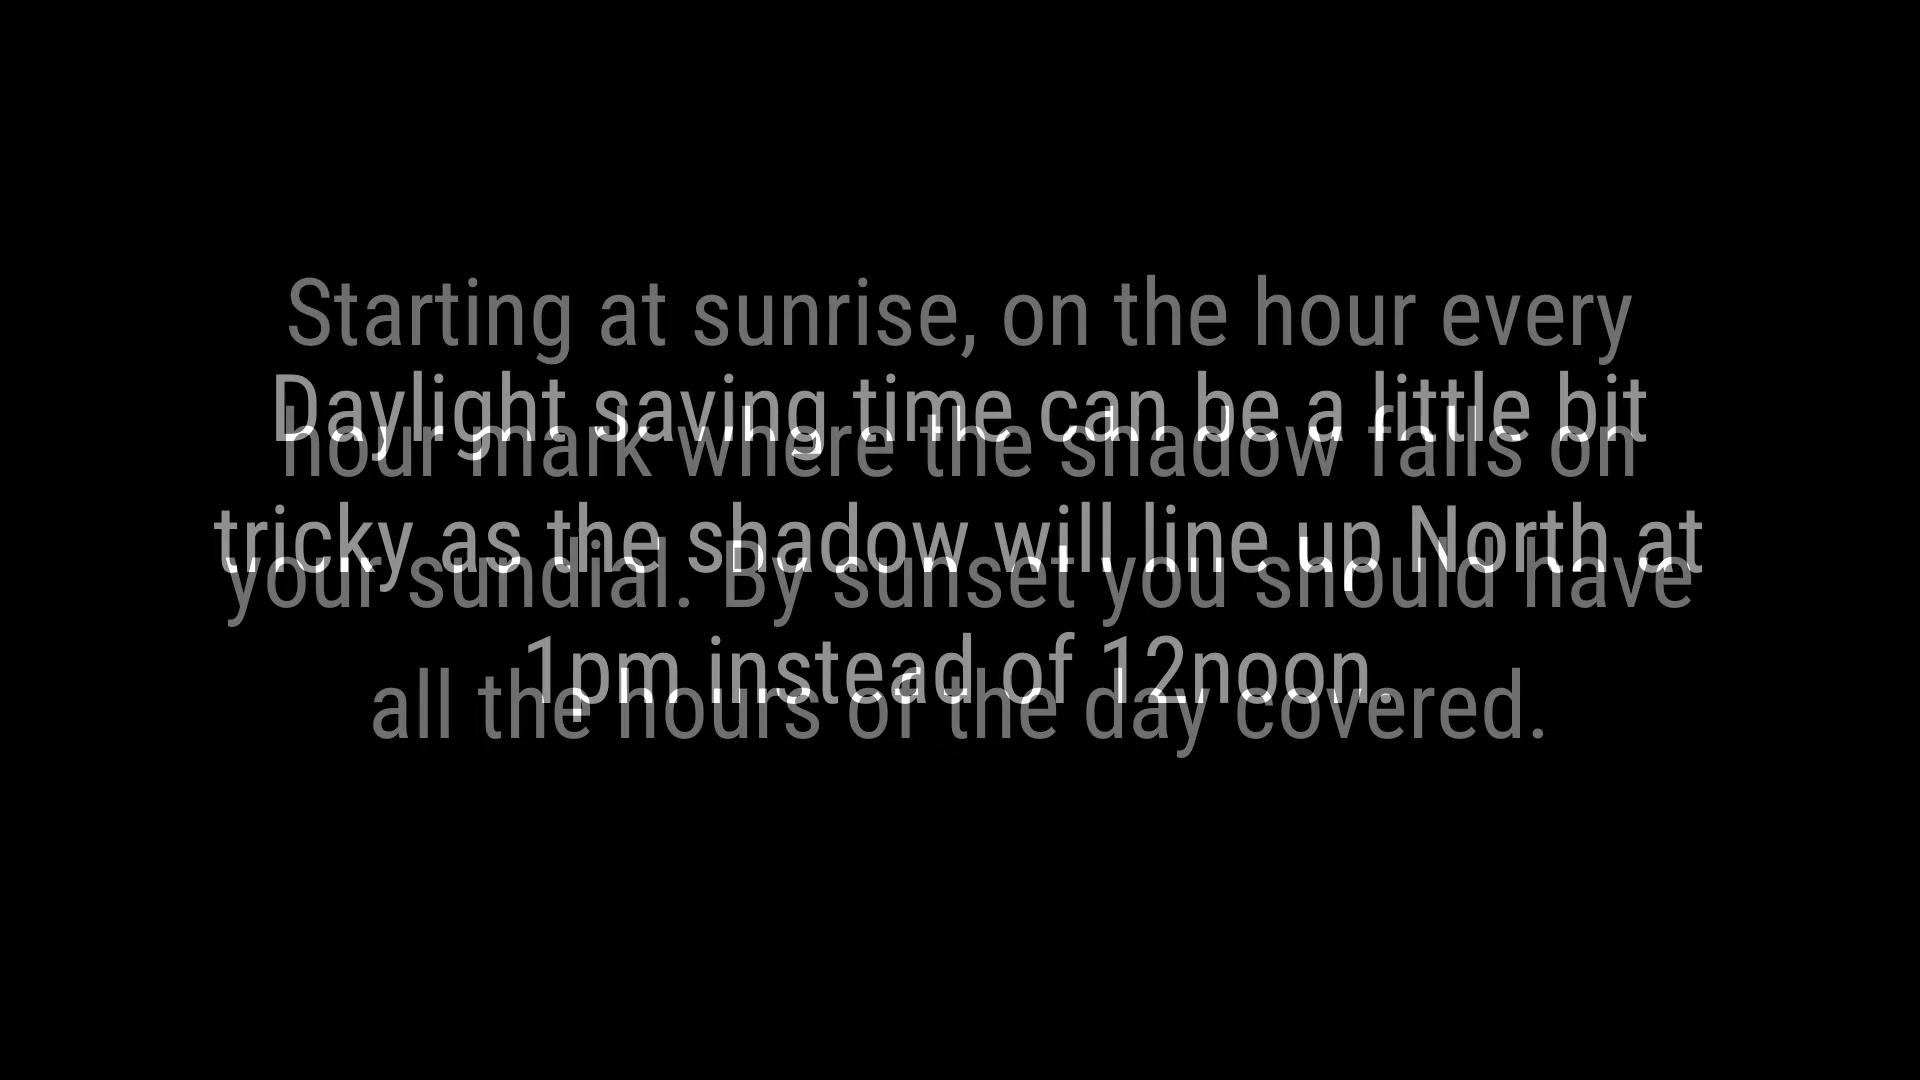 Starting at sunrise, on the hour every
hour mark where the shadow falls on
your sundial. By sunset you should have
all the hours of the day covered.
Daylight saving time can be a little bit
tricky as the shadow will line up North at
1pm instead of 12noon.